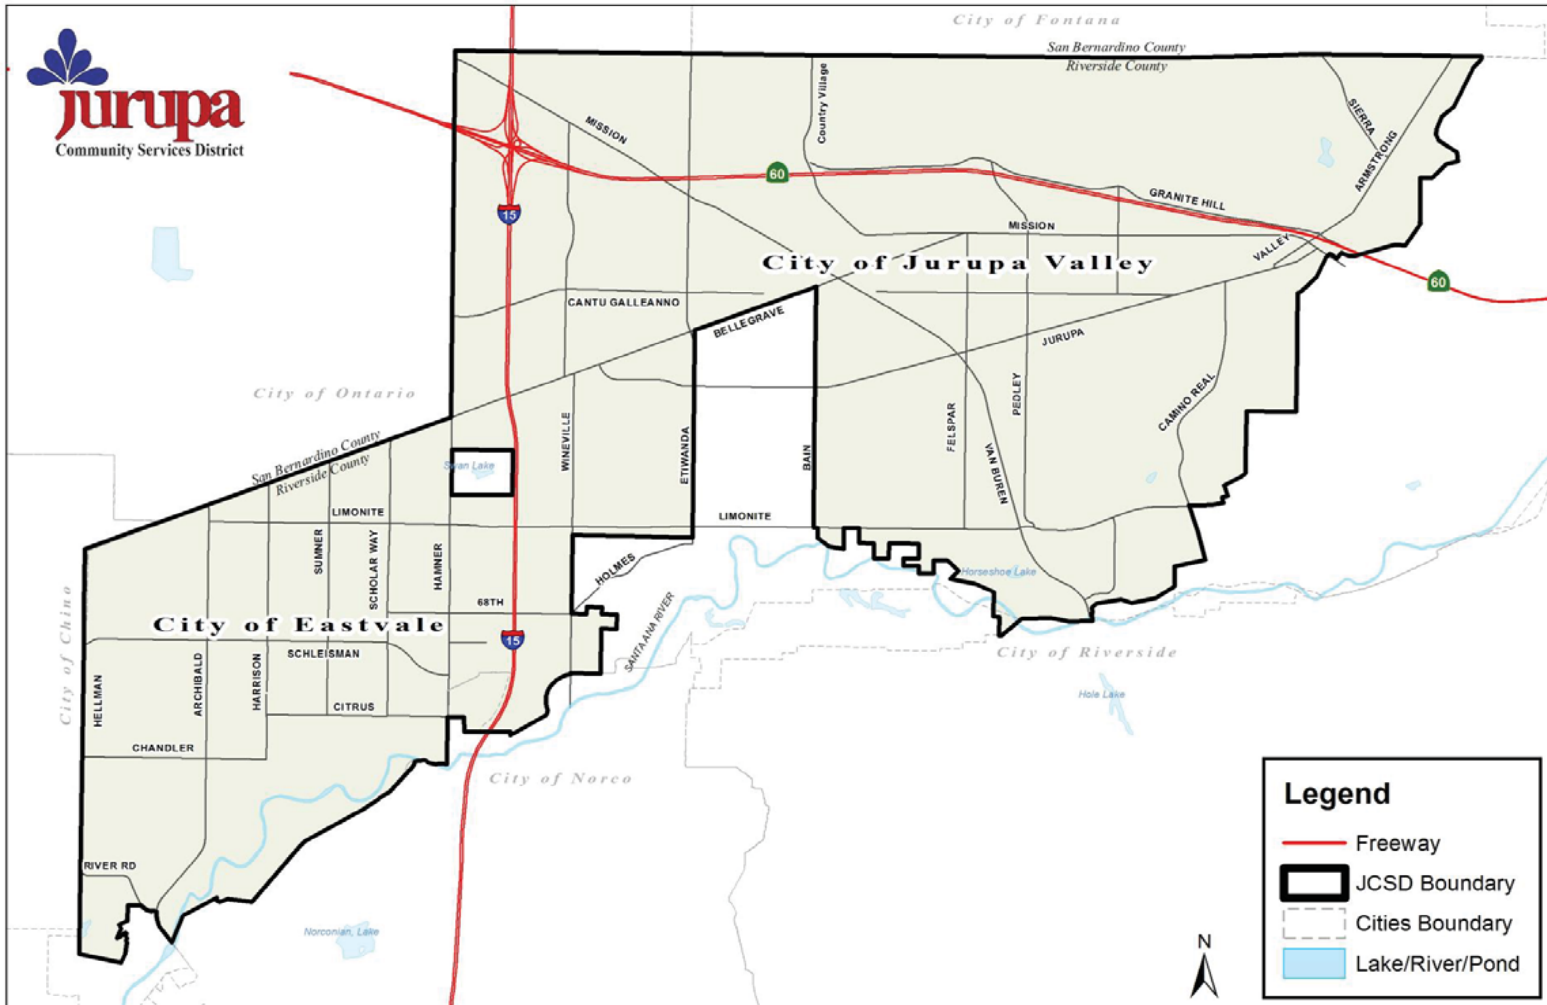 City of Fontana
San Bernardino County
Riverside County
Jurupa
Community Services District
MISSION
Country Village
SIERRA
ARMSTRONG
60
GRANITE HILL
15
MISSION
VALLEY
City of Jurupa Valley
60
CANTU GALLEANNO
BELLEGRAVE
JURUPA
City of Ontario
PEDLEY
CAMINO REAL
FELSPAR
WINEVILLE
ETIWANDA
BAIN
VAN BUREN
San Bernardino County
Riverside County
Swan Lake
LIMONITE
LIMONITE
SUMNER
SCHOLAR WAY
HAMNER
HOLMES
Horseshoe Lake
68TH
City of Chino
City of Eastvale
15
SANTA ANA RIVER
SCHLEISMAN
City of Riverside
HELLMAN
ARCHIBALD
HARRISON
Hole Lake
CITRUS
CHANDLER
City of Norco
RIVER RD
Norconian, Lake
Legend
Freeway
JCSD Boundary
Cities Boundary
Lake/River/Pond
N